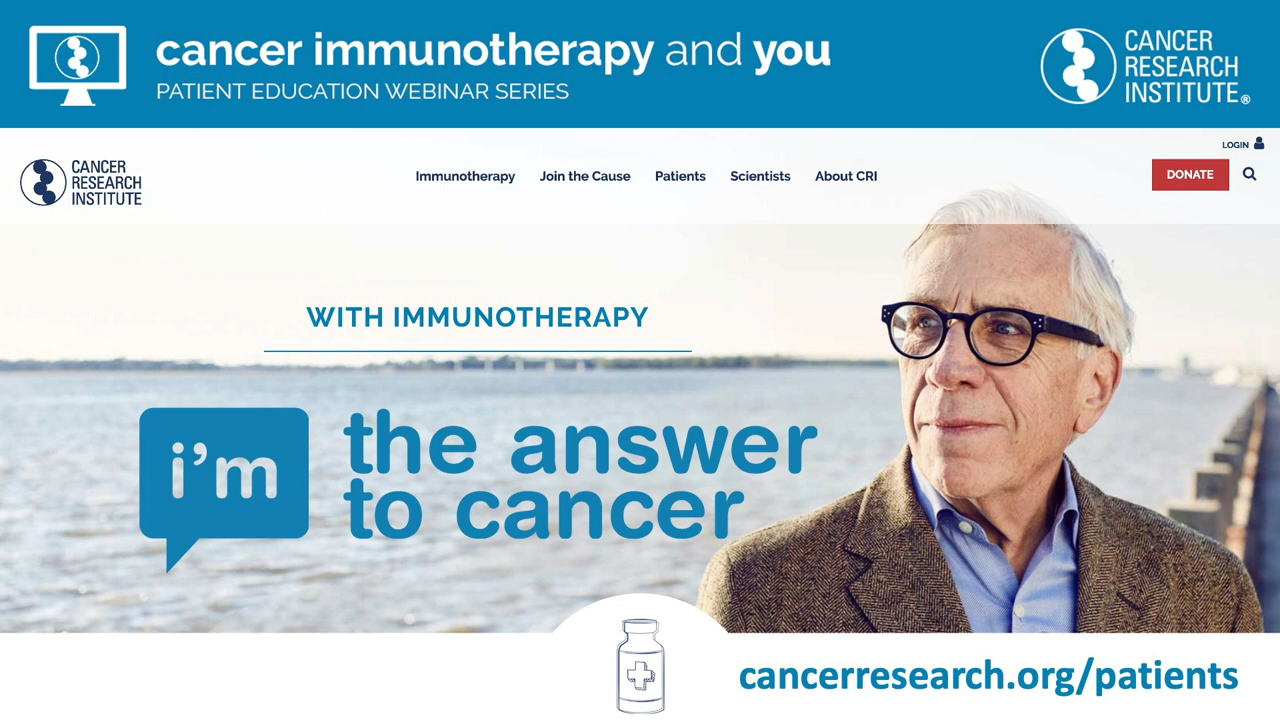 cancer immunotherapy and you
PATIENT EDUCATION WEBINAR SERIES
CANCER
RESEARCH
INSTITUTE®
LOGIN
CANCER
RESEARCH
INSTITUTE
Immunotherapy Join the Cause Patients Scientists About CRI
DONATE
WITH IMMUNOTHERAPY
i'm
the answer
to cancer
cancerresearch.org/patients